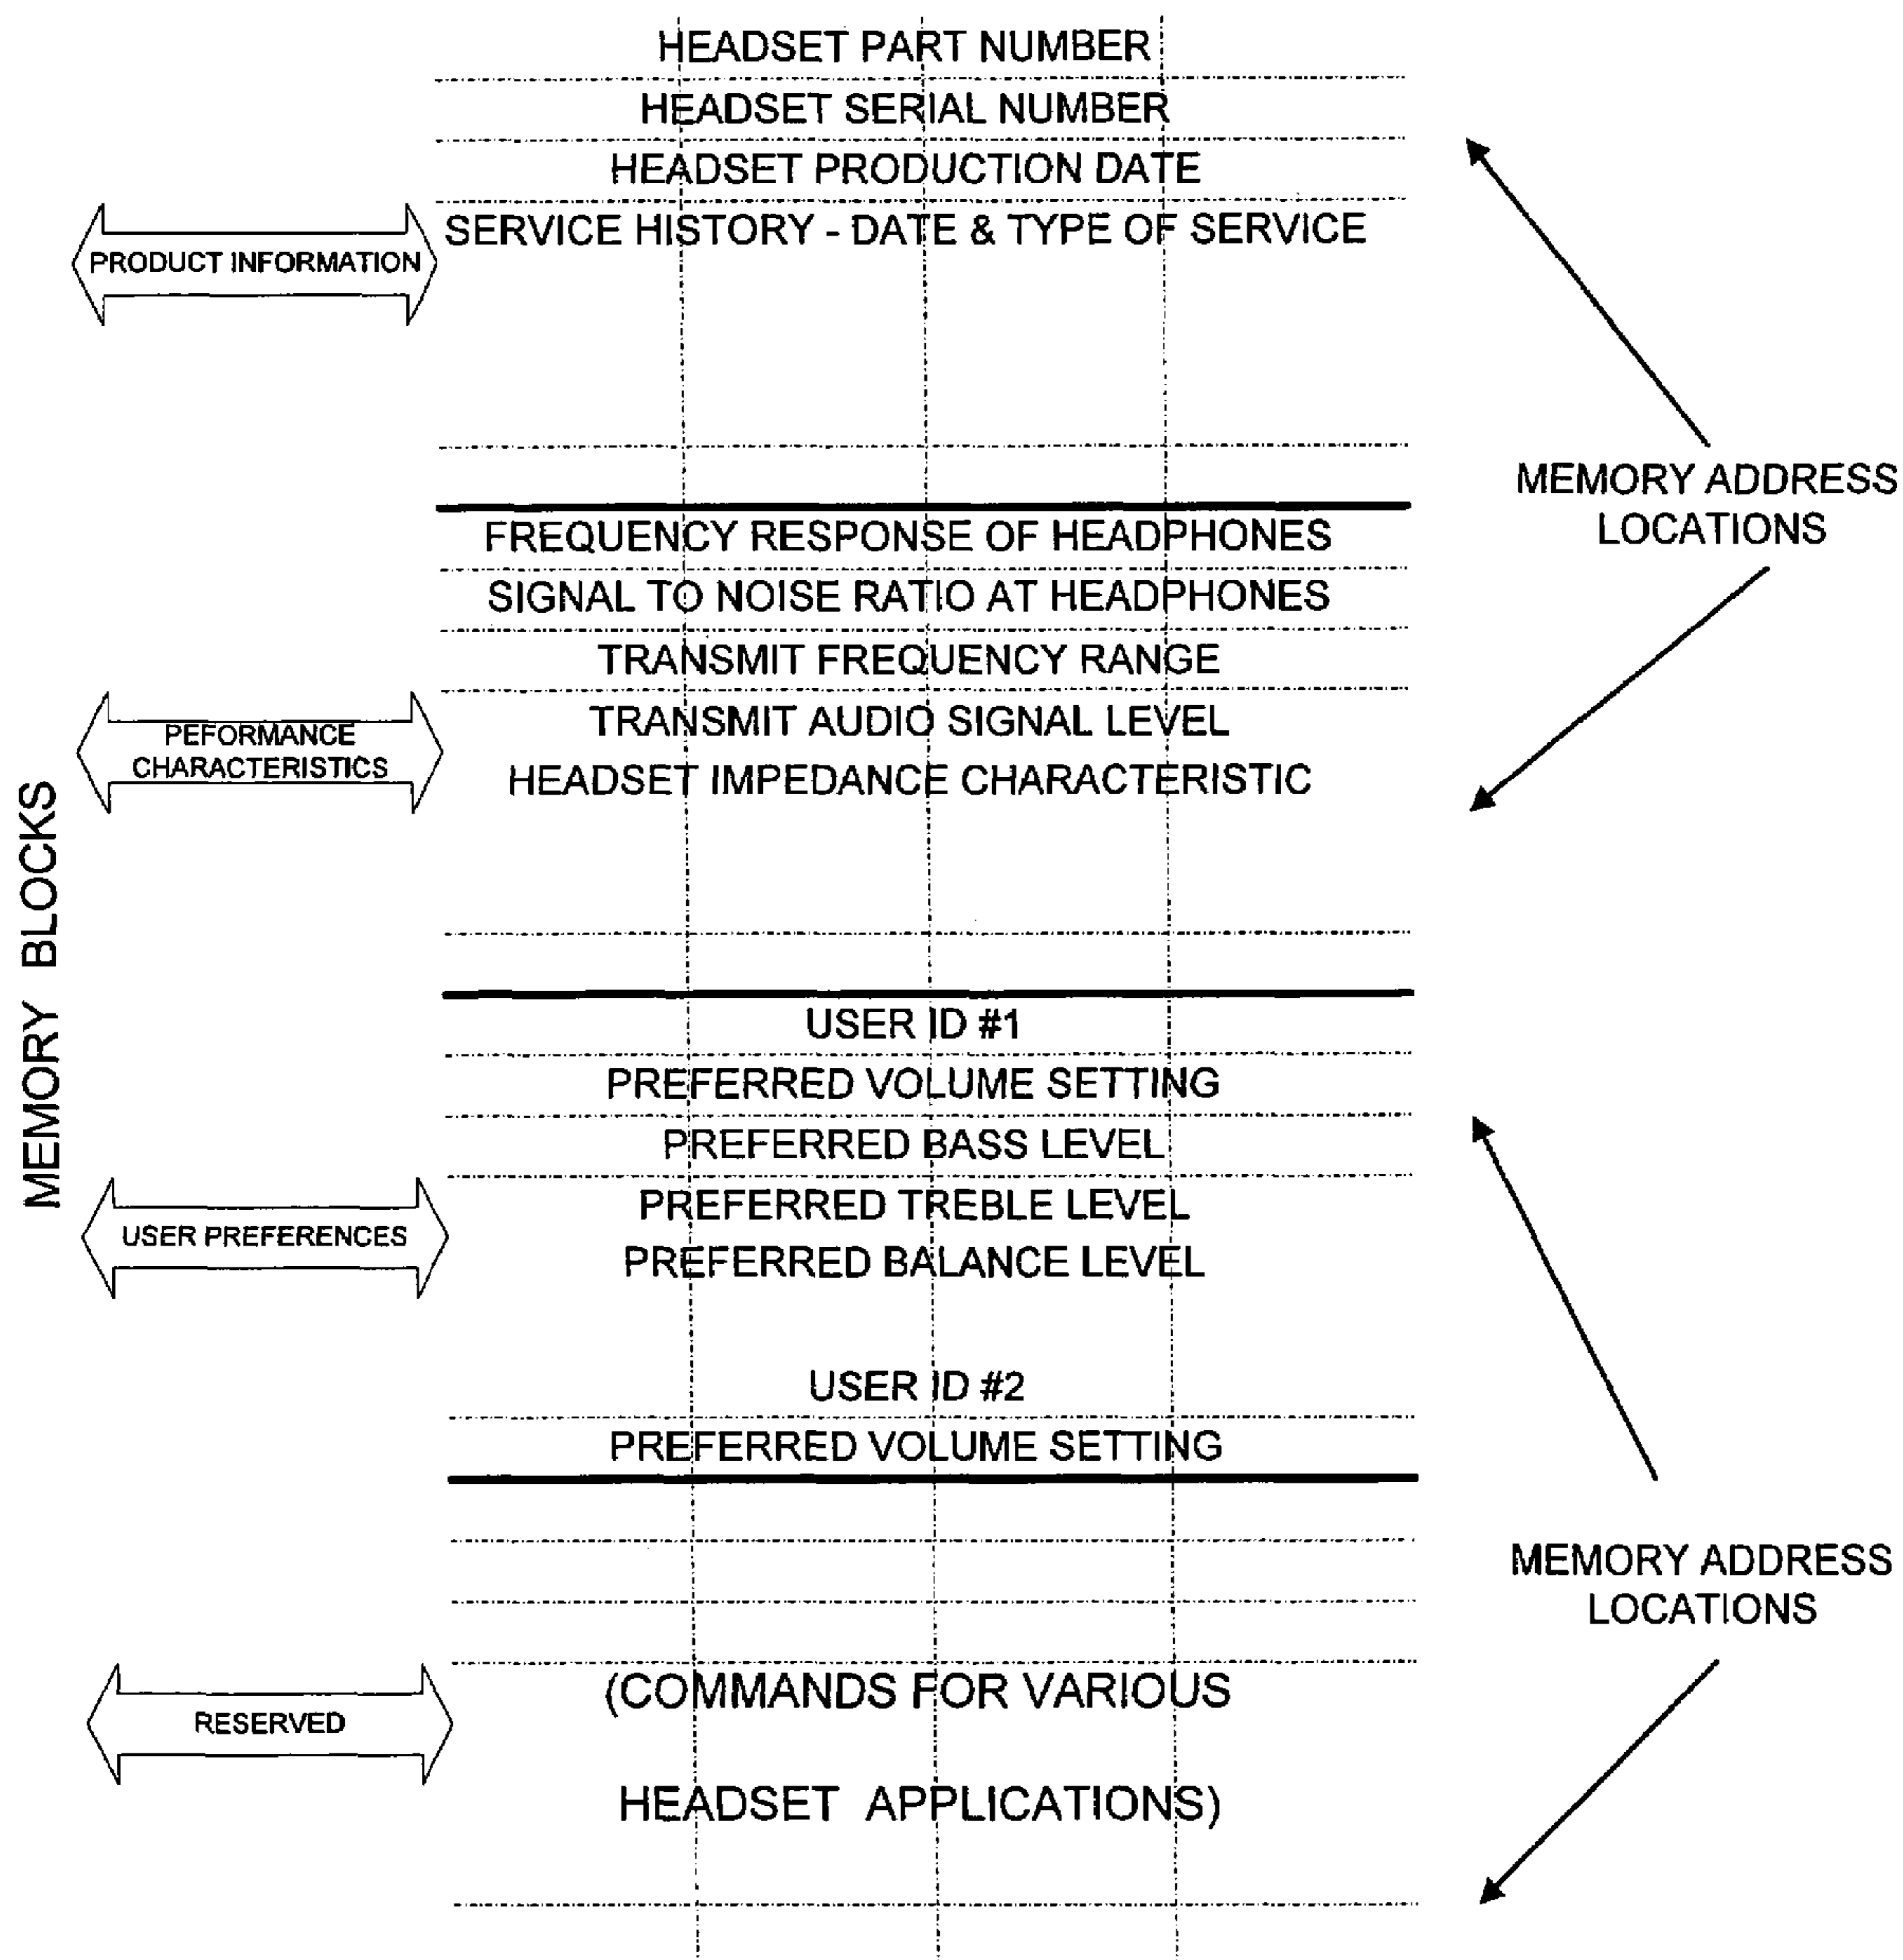 HEADSET PART NUMBER
HEADSET SERIAL NUMBER
HEADSET PRODUCTION DATE
SERVICE HISTORY - DATE & TYPE OF SERVICE
PRODUCT INFORMATION
MEMORY ADDRESS
LOCATIONS
FREQUENCY RESPONSE OF HEADPHONES
SIGNAL TO NOISE RATIO AT HEADPHONES
TRANSMIT FREQUENCY RANGE
TRANSMIT AUDIO SIGNAL LEVEL
HEADSET IMPEDANCE CHARACTERISTIC
PEFORMANCE
CHARACTERISTICS
MEMORY BLOCKS
USER ID #1
PREFERRED VOLUME SETTING
PREFERRED BASS LEVEL
PREFERRED TREBLE LEVEL
PREFERRED BALANCE LEVEL
USER PREFERENCES
USER ID #2
PREFERRED VOLUME SETTING
MEMORY ADDRESS
LOCATIONS
(COMMANDS FOR VARIOUS
HEADSET APPLICATIONS)
RESERVED